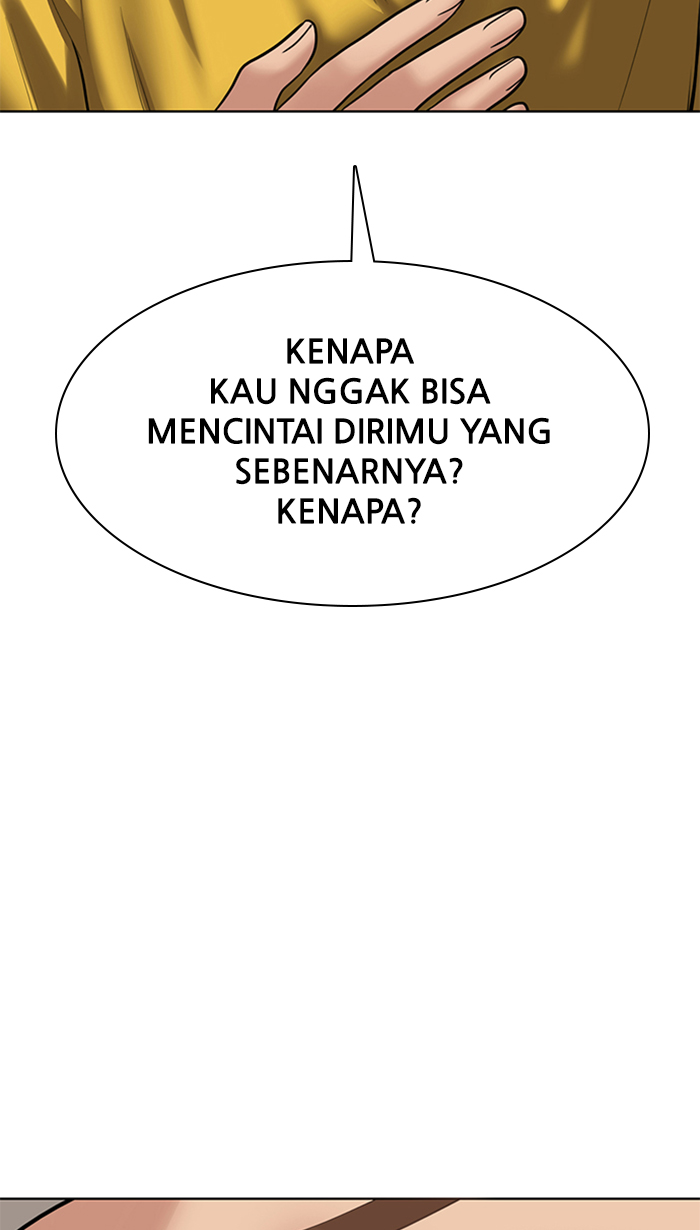 KENAPA
KAU NGGAK BISA
MENCINTAI DIRIMU YANG
SEBENARNYA?
KENAPA?